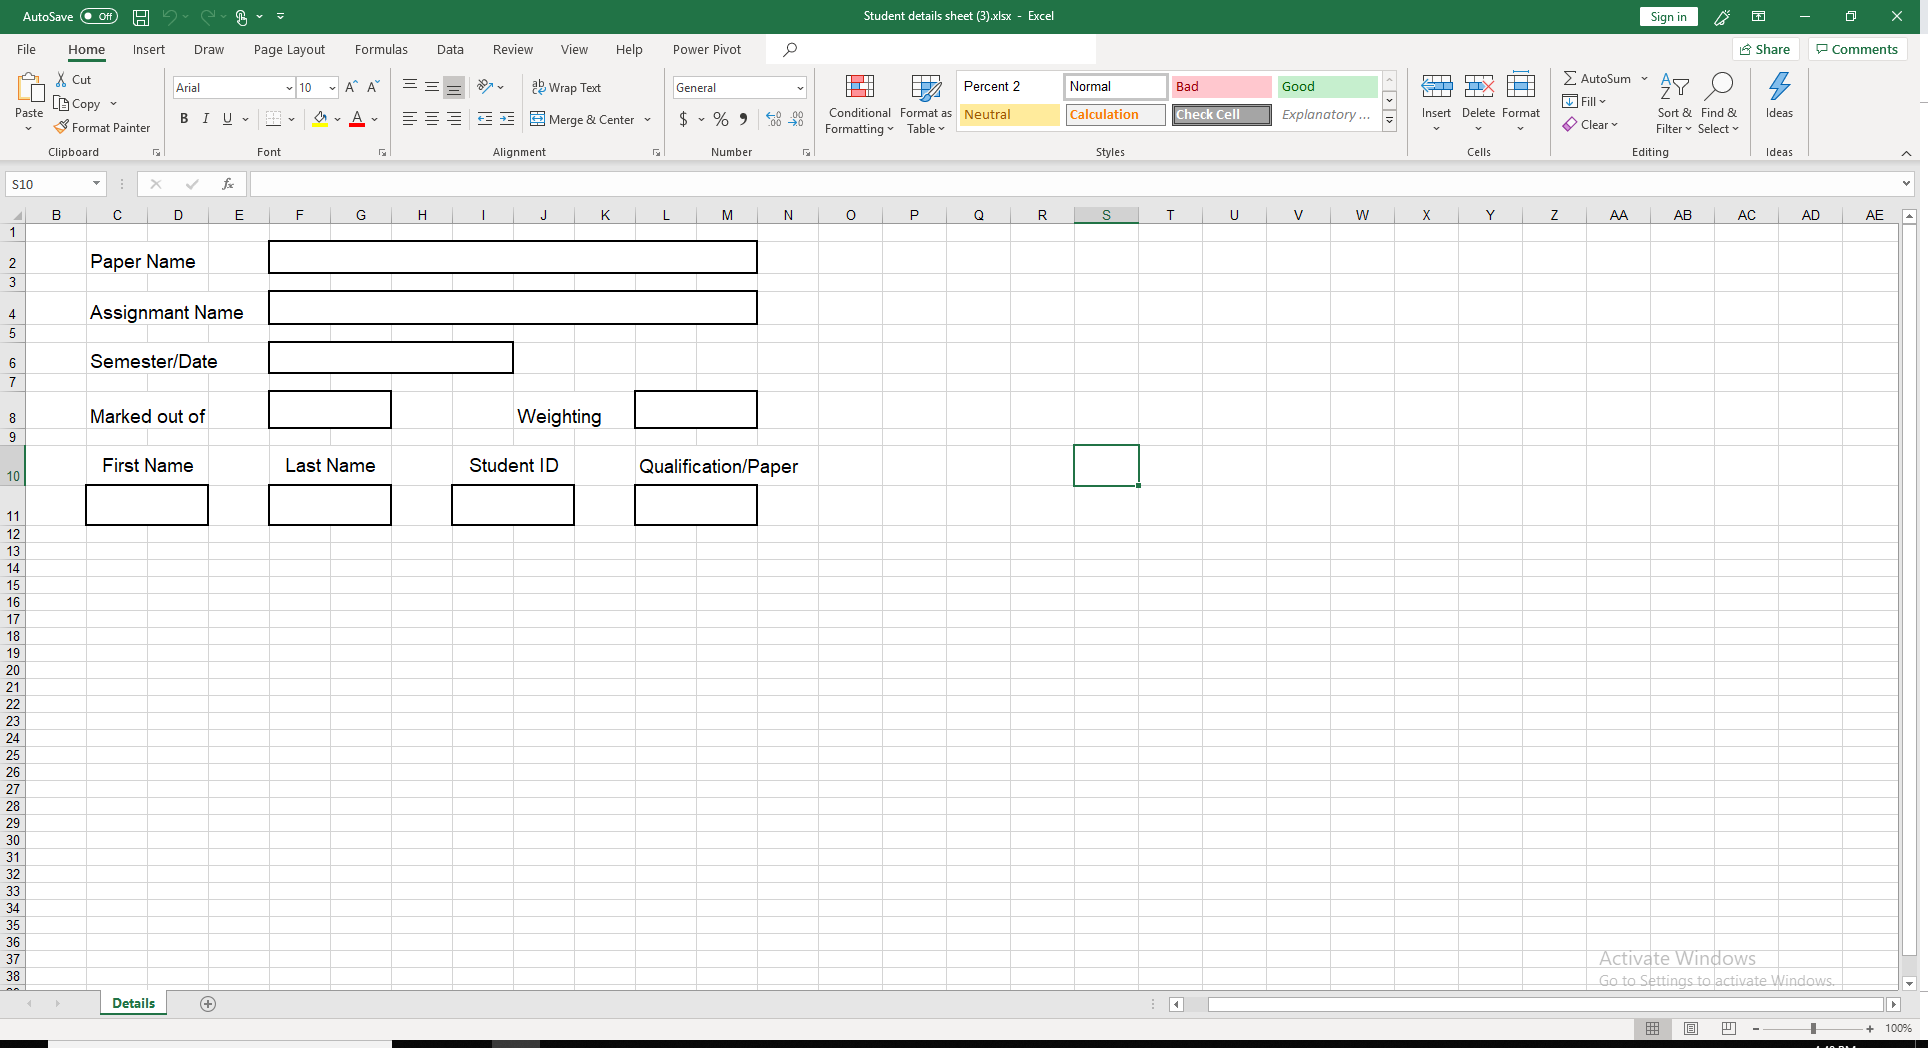 AutoSave Off
Student details sheet (3).xlsx - Excel
Sign in
File Home Insert Draw Page Layout Formulas Data Review View Help Power Pivot
Share Comments
Paste
Cut
Copy
Format Painter
Clipboard
Arial 10
B I U
Font
Wrap Text
Merge & Center
Alignment
General
$ % 9
Number
Conditional Formatting
Format as Table
Percent 2 Normal Bad Good
Neutral Calculation Check Cell Explanatory ...
Styles
Insert Delete Format
Cells
AutoSum
Fill
Clear
Sort & Filter
Find & Select
Editing
Ideas
Ideas
S10
fx
B C D E F G H I J K L M N O P Q R S T U V W X Y Z AA AB AC AD AE
1
2 Paper Name
3
4 Assignmant Name
5
6 Semester/Date
7
8 Marked out of Weighting
9
10 First Name Last Name Student ID Qualification/Paper
11
12
13
14
15
16
17
18
19
20
21
22
23
24
25
26
27
28
29
30
31
32
33
34
35
36
37
38
Activate Windows
Go to Settings to activate Windows.
Details
100%